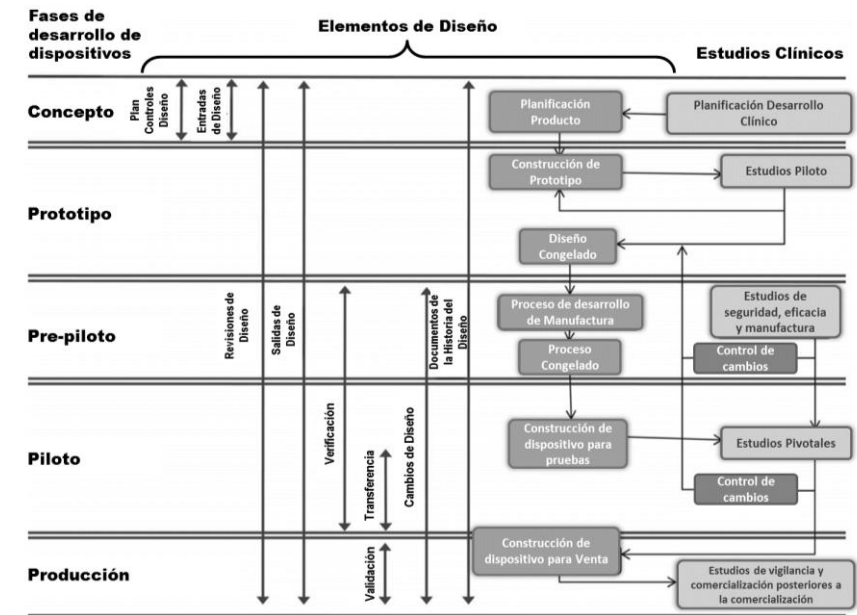 Fases de
desarrollo de
dispositivos
Elementos de Diseño
Estudios Clínicos
Concepto
Plan
Controles
Diseño
Entradas
de Diseño
Planificación
Producto
Planificación Desarrollo
Clínico
Prototipo
Construcción de
Prototipo
Estudios Piloto
Diseño
Congelado
Pre-piloto
Revisiones de
Diseño
Salidas de
Diseño
Documentos de
la Historia del
Diseño
Proceso de desarrollo
de Manufactura
Estudios de
seguridad, eficacia
y manufactura
Proceso
Congelado
Control de
cambios
Piloto
Verificación
Transferencia
Cambios de Diseño
Construcción de
dispositivo para
pruebas
Estudios Pivotales
Control de
cambios
Producción
Validación
Construcción de
dispositivo para Venta
Estudios de vigilancia y
comercialización posteriores a
la comercialización